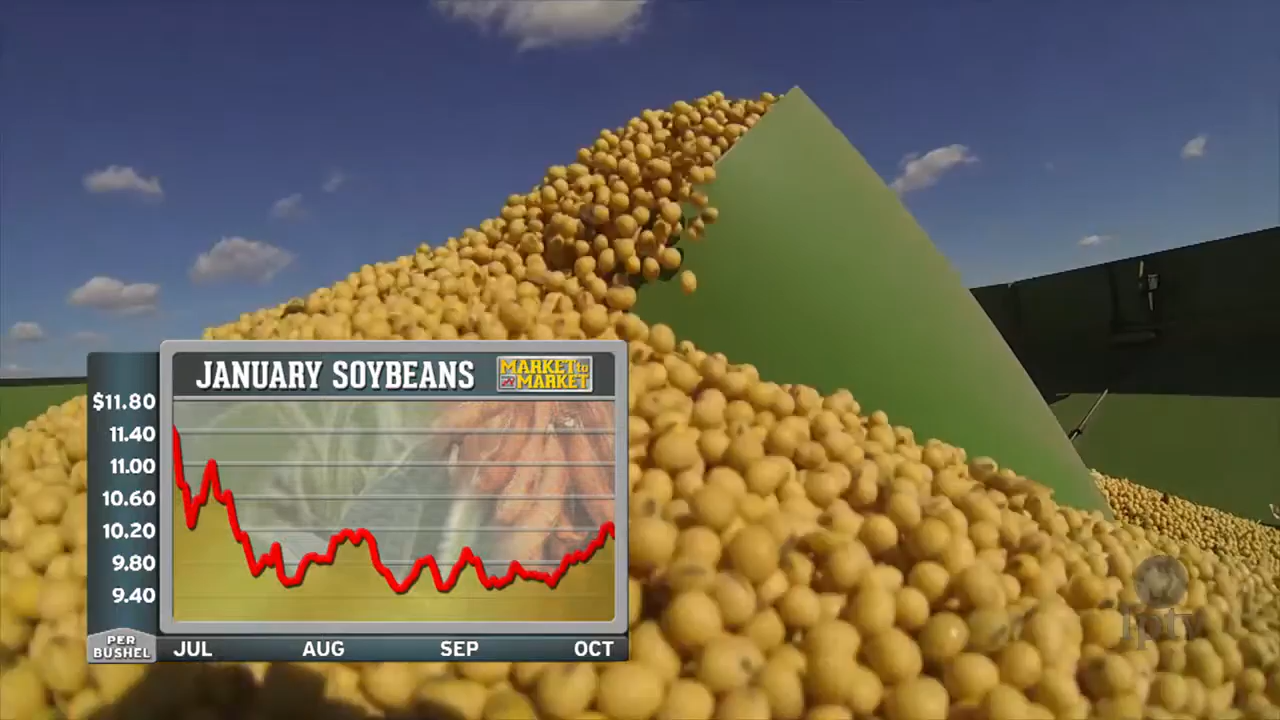 JANUARY SOYBEANS
MARKET to MARKET
$11.80
11.40
11.00
10.60
10.20
9.80
9.40
PER
BUSHEL
JUL AUG SEP OCT
iptv